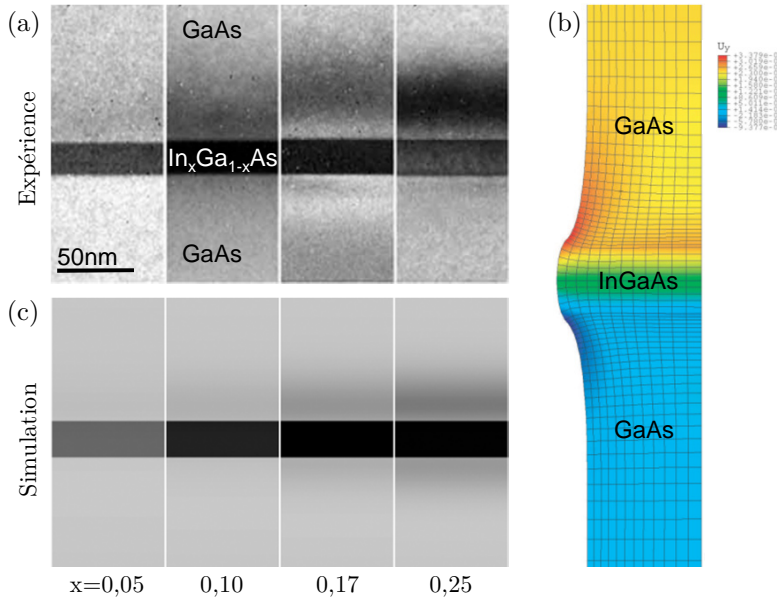 (a)
GaAs
Expérience
InxGa1-xAs
50nm
GaAs
(b)
Uy
GaAs
InGaAs
GaAs
(c)
Simulation
x=0,05 0,10 0,17 0,25